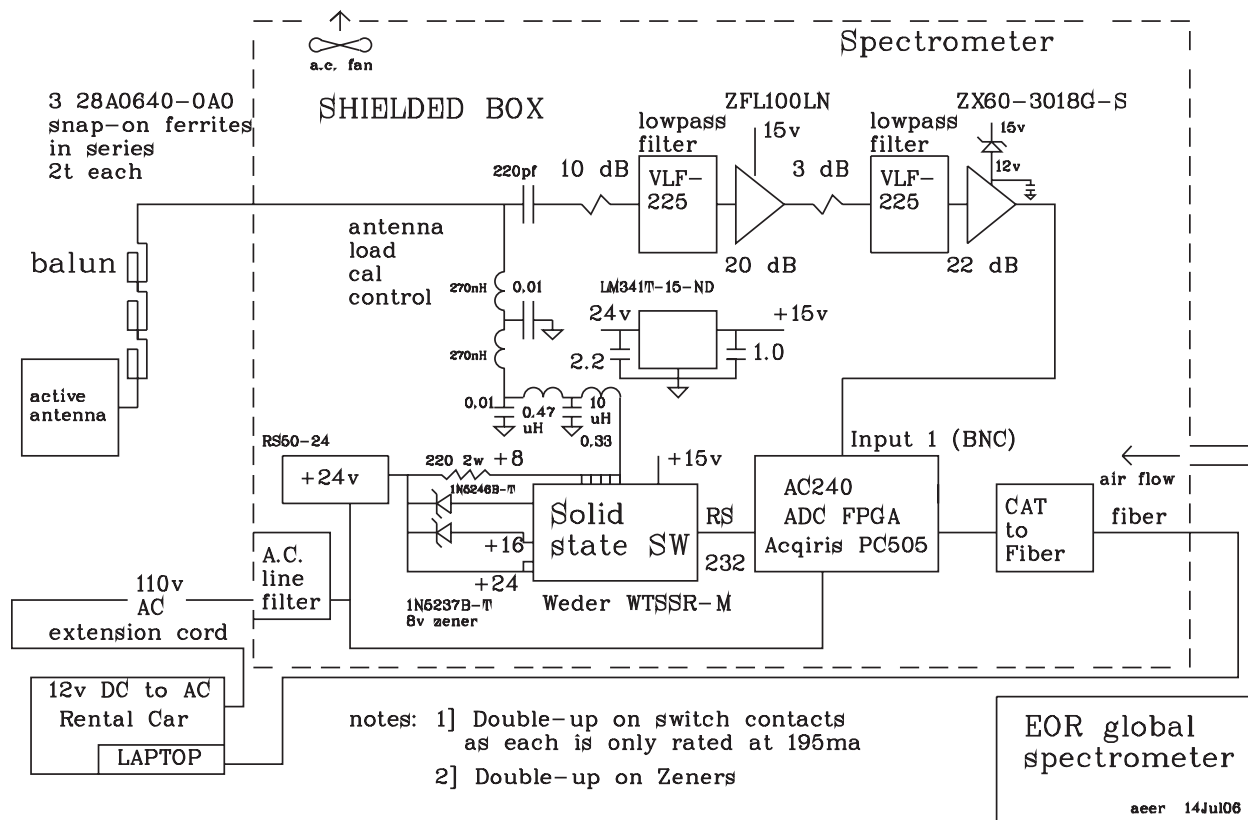 a.c. fan
Spectrometer
3 28A0640-0A0
snap-on ferrites
in series
2t each
SHIELDED BOX
ZFL100LN
ZX60-3018G-S
lowpass
filter
15v
lowpass
filter
15v
12v
220pf
10 dB
VLF-
225
3 dB
VLF-
225
20 dB
22 dB
antenna
load
cal
control
balun
270nH
0.01
270nH
LM341T-15-ND
24v
+15v
2.2
1.0
active
antenna
0.01
0.47
uH
10
uH
0.33
Input 1 (BNC)
RS50-24
+24v
220 2w
+8
+15v
1N5246B-T
air flow
Solid
state SW
RS
232
AC240
ADC FPGA
Acqiris PC505
CAT
to
Fiber
fiber
+16
+24
A.C.
line
filter
1N5237B-T
8v zener
Weder WTSSR-M
110v
AC
extension cord
12v DC to AC
Rental Car
LAPTOP
notes: 1] Double-up on switch contacts
as each is only rated at 195ma
2] Double-up on Zeners
EOR global
spectrometer
aeer 14Jul06